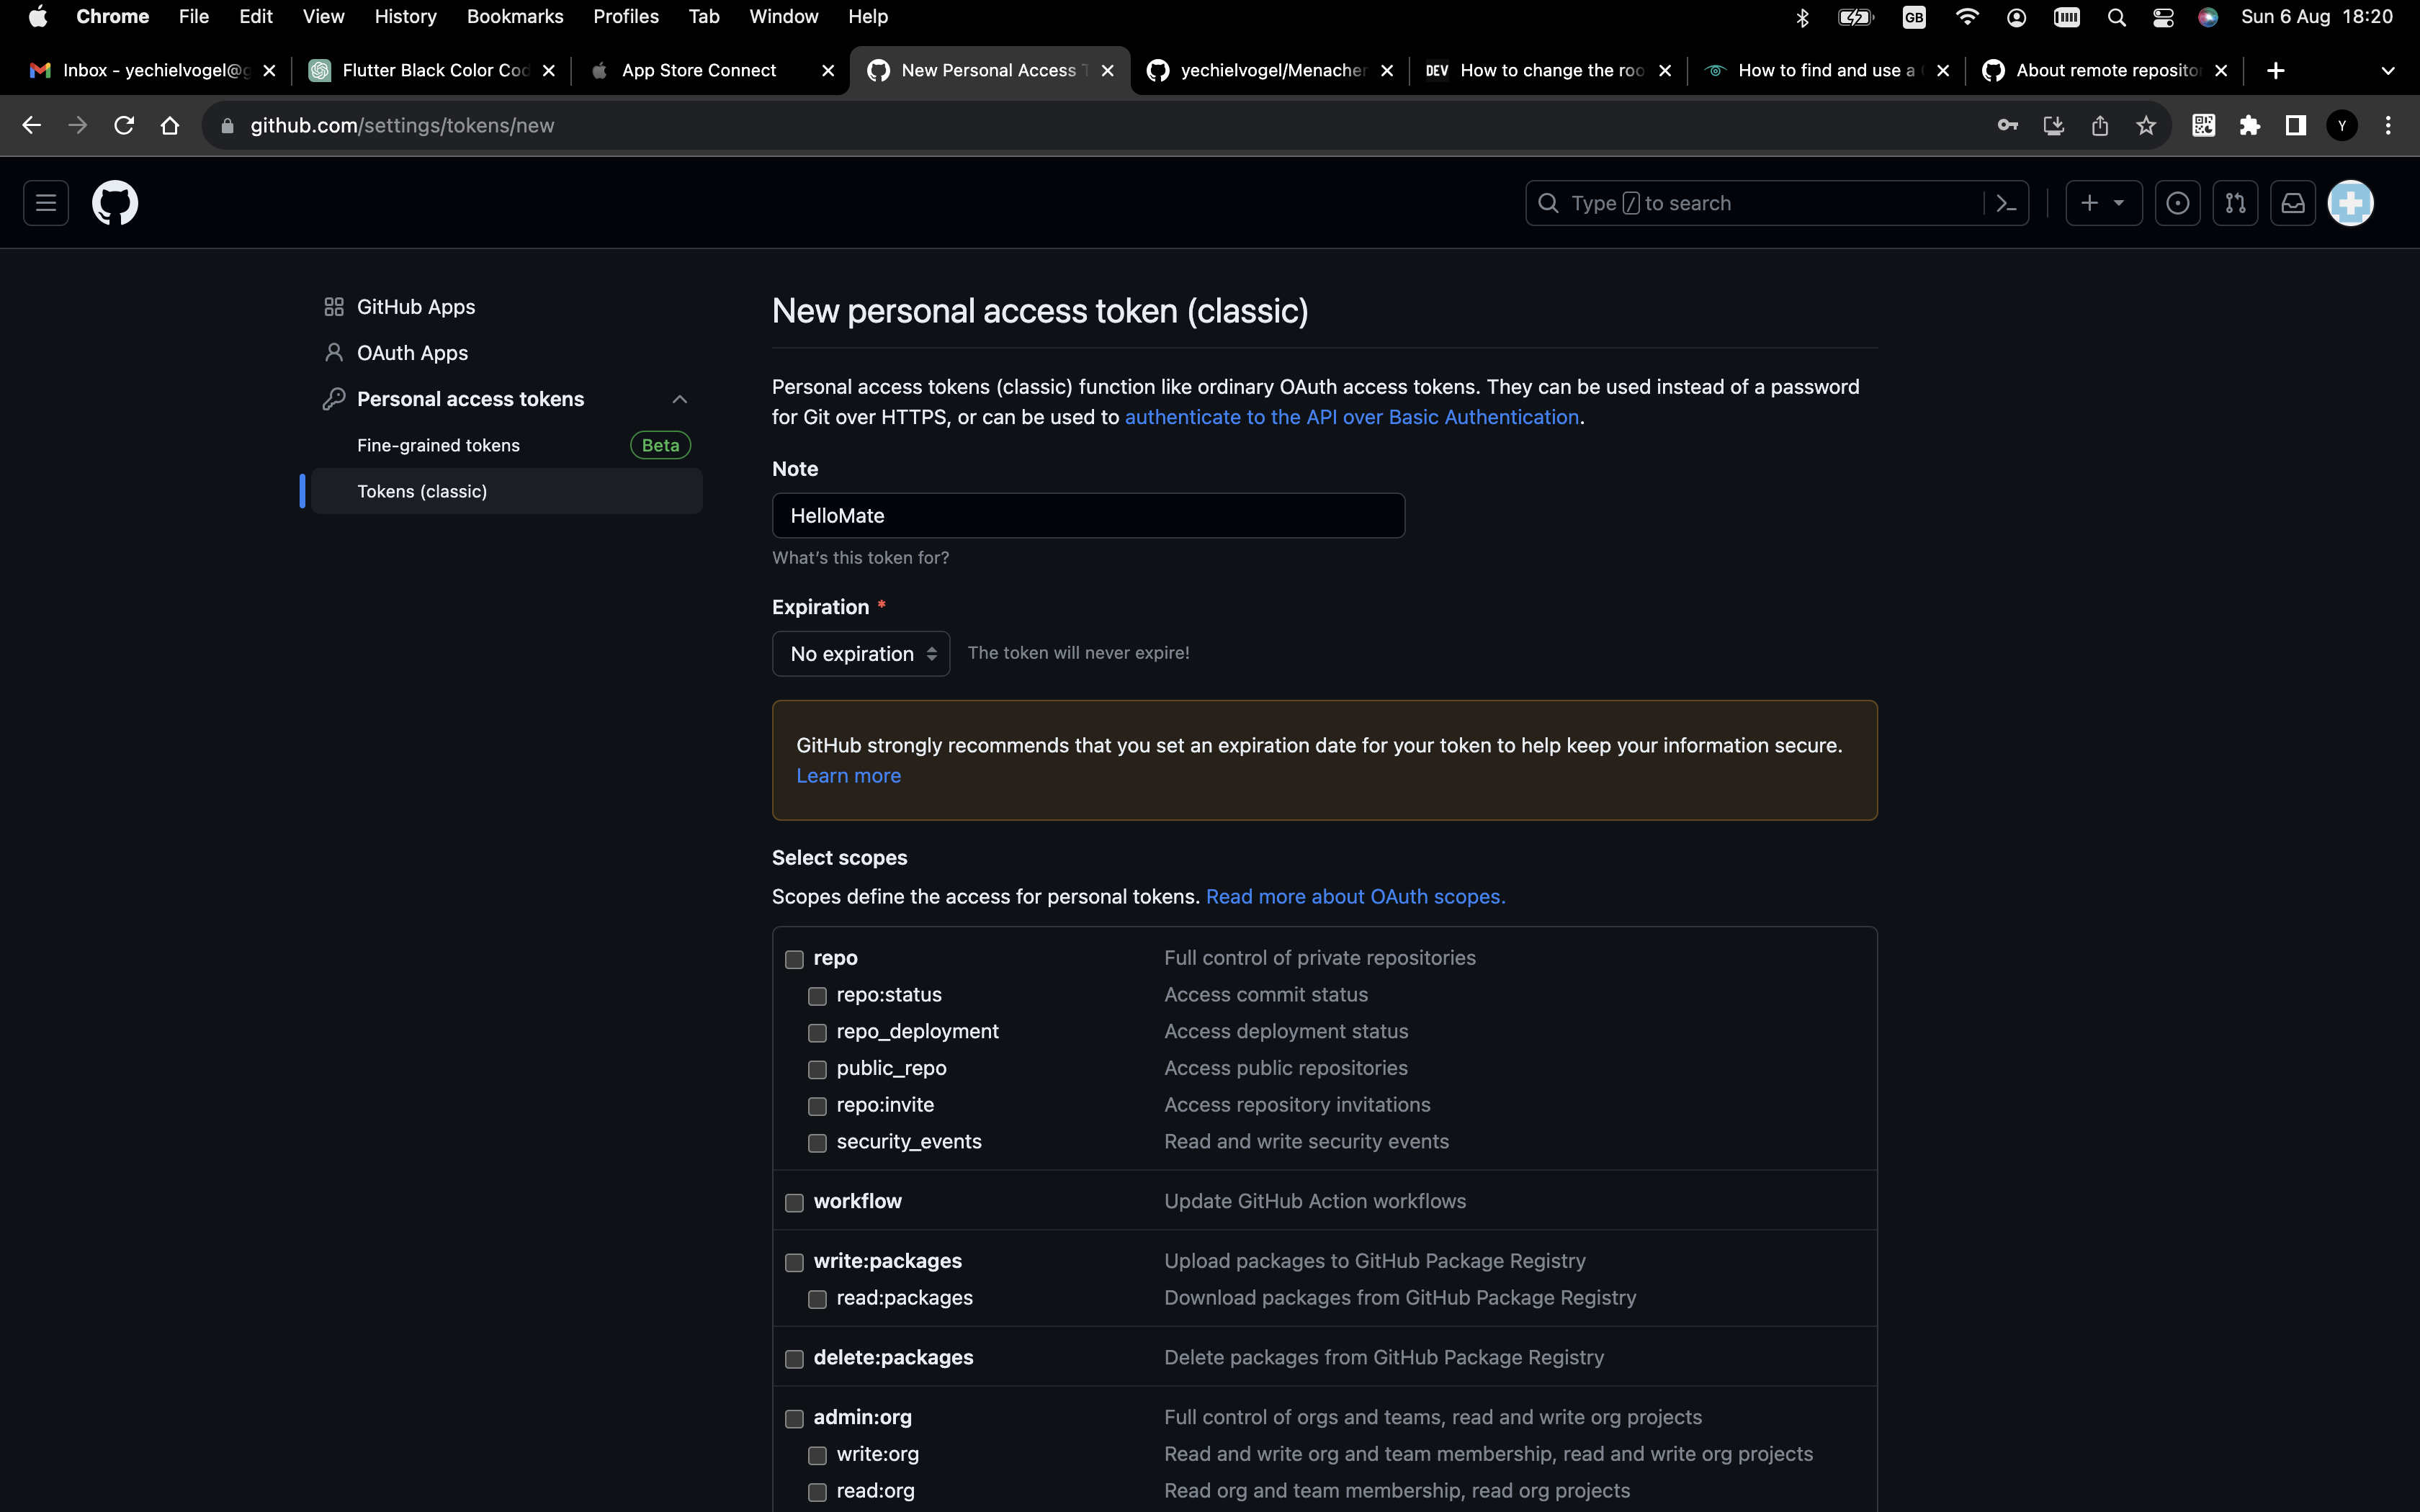 Chrome File Edit View History Bookmarks Profiles Tab Window Help GB Sun 6 Aug 18:20
Inbox - yechielvogel@g Flutter Black Color Cod App Store Connect New Personal Access T yechielvogel/Menacher DEV How to change the roo How to find and use a About remote reposito
github.com/settings/tokens/new Y
Type / to search
GitHub Apps
OAuth Apps
Personal access tokens
Fine-grained tokens Beta
Tokens (classic)
New personal access token (classic)
Personal access tokens (classic) function like ordinary OAuth access tokens. They can be used instead of a password
for Git over HTTPS, or can be used to authenticate to the API over Basic Authentication.
Note
HelloMate
What's this token for?
Expiration *
No expiration The token will never expire!
GitHub strongly recommends that you set an expiration date for your token to help keep your information secure.
Learn more
Select scopes
Scopes define the access for personal tokens. Read more about OAuth scopes.
repo Full control of private repositories
repo:status Access commit status
repo_deployment Access deployment status
public_repo Access public repositories
repo:invite Access repository invitations
security_events Read and write security events
workflow Update GitHub Action workflows
write:packages Upload packages to GitHub Package Registry
read:packages Download packages from GitHub Package Registry
delete:packages Delete packages from GitHub Package Registry
admin:org Full control of orgs and teams, read and write org projects
write:org Read and write org and team membership, read and write org projects
read:org Read org and team membership, read org projects